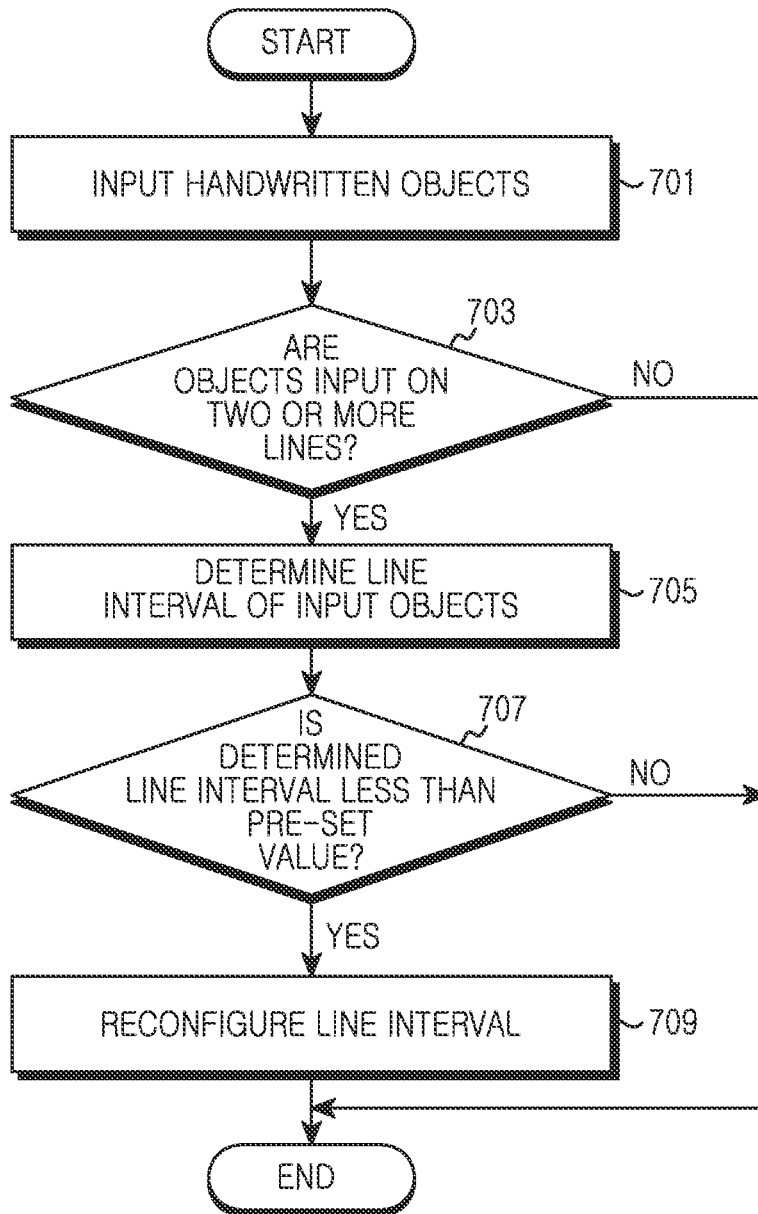 START
INPUT HANDWRITTEN OBJECTS
701
703
ARE
OBJECTS INPUT ON
TWO OR MORE
LINES?
NO
YES
DETERMINE LINE
INTERVAL OF INPUT OBJECTS
705
707
IS
DETERMINED
LINE INTERVAL LESS THAN
PRE-SET
VALUE?
NO
YES
RECONFIGURE LINE INTERVAL
709
END